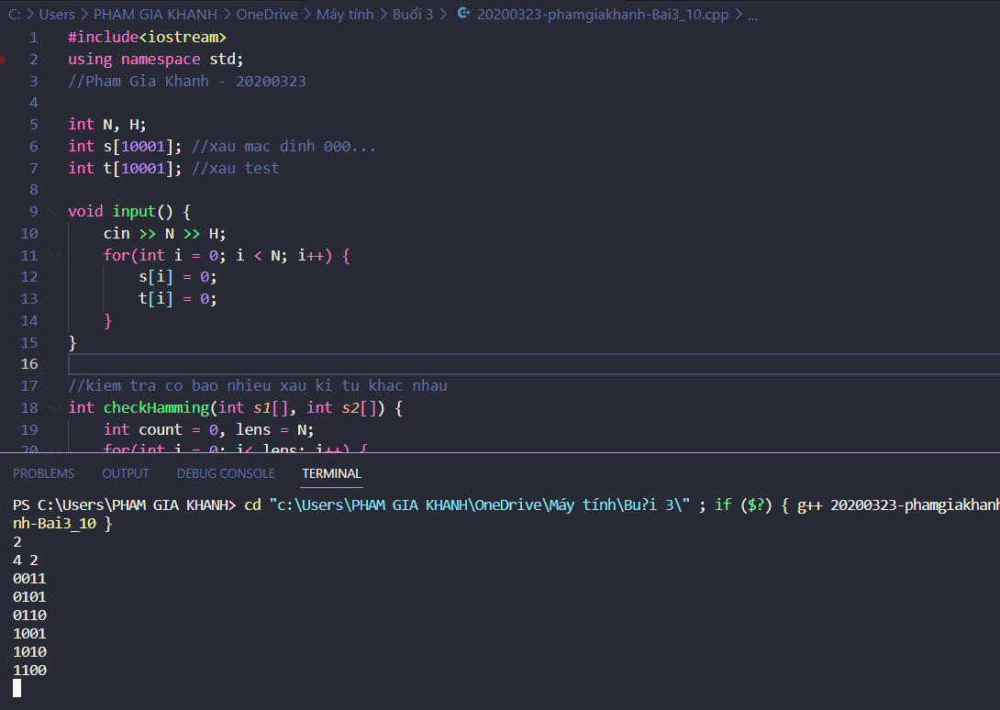 C: > Users > PHAM GIA KHANH > OneDrive > Máy tính > Buổi 3 > 20200323-phamgiakhanh-Bai3_10.cpp > ...
1 #include<iostream>
2 using namespace std;
3 //Pham Gia Khanh - 20200323
4
5 int N, H;
6 int s[10001]; //xau mac dinh 000...
7 int t[10001]; //xau test
8
9 void input() {
10 cin >> N >> H;
11 for(int i = 0; i < N; i++) {
12 s[i] = 0;
13 t[i] = 0;
14 }
15 }
16
17 //kiem tra co bao nhieu xau ki tu khac nhau
18 int checkHamming(int s1[], int s2[]) {
19 int count = 0, lens = N;
20 for(int i = 0; i< lens; i++) {
PROBLEMS OUTPUT DEBUG CONSOLE TERMINAL
PS C:\Users\PHAM GIA KHANH> cd "c:\Users\PHAM GIA KHANH\OneDrive\Máy tính\Bu?i 3\" ; if ($?) { g++ 20200323-phamgiakhanh
nh-Bai3_10 }
2
4 2
0011
0101
0110
1001
1010
1100